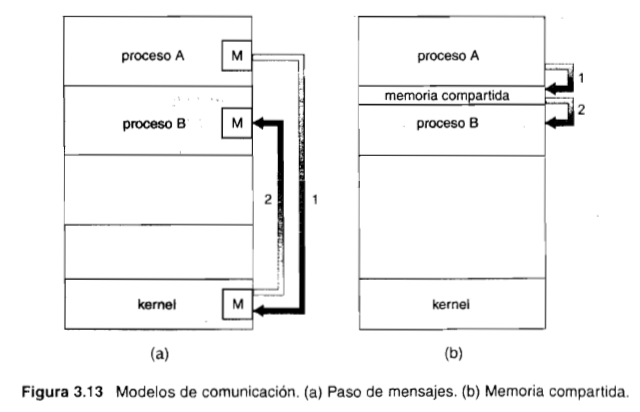 proceso A
M
proceso B
M
2
1
kernel
M
(a)
proceso A
1
memoria compartida
2
proceso B
kernel
(b)
Figura 3.13 Modelos de comunicación. (a) Paso de mensajes. (b) Memoria compartida.